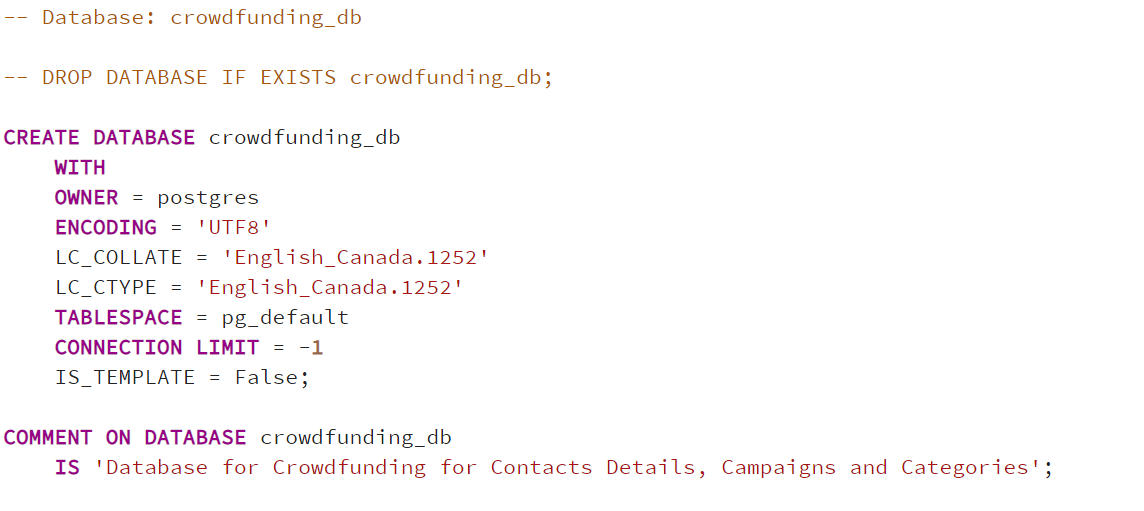 -- Database: crowdfunding_db
-- DROP DATABASE IF EXISTS crowdfunding_db;
CREATE DATABASE crowdfunding_db
WITH
OWNER = postgres
ENCODING = 'UTF8'
LC_COLLATE = 'English_Canada.1252'
LC_CTYPE = 'English_Canada.1252'
TABLESPACE = pg_default
CONNECTION LIMIT = -1
IS_TEMPLATE = False;
COMMENT ON DATABASE crowdfunding_db
IS 'Database for Crowdfunding for Contacts Details, Campaigns and Categories';